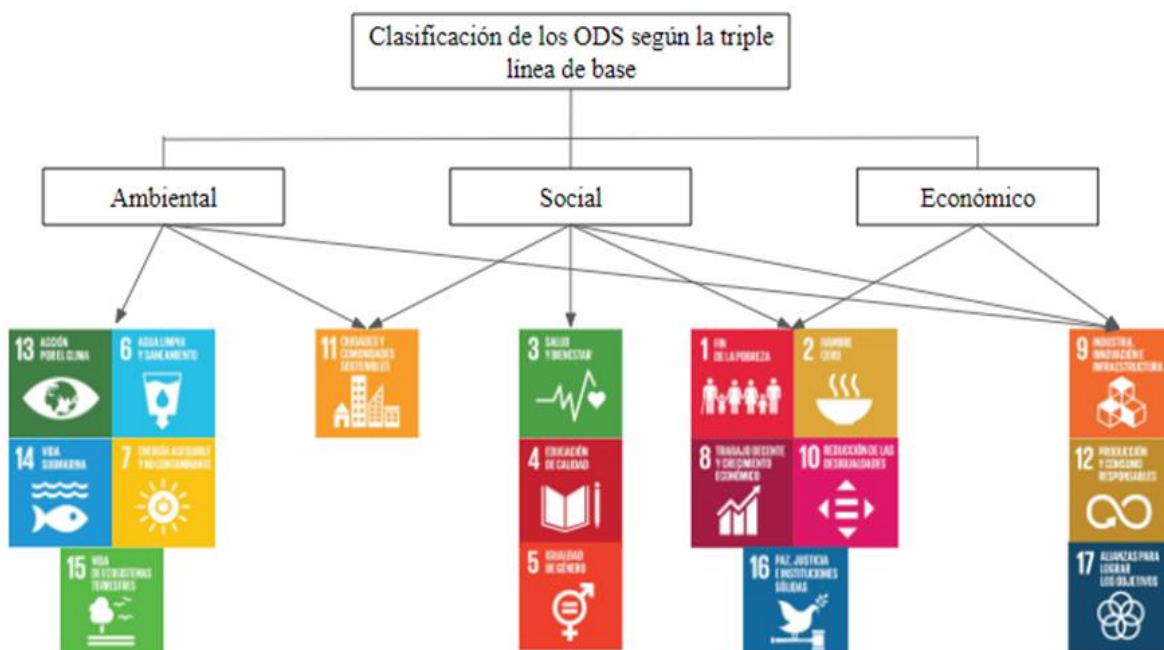 Clasificación de los ODS según la triple
línea de base
Ambiental
Social
Económico
13 ACCIÓN
POR EL CLIMA
6 AGUA LIMPIA
Y SANEAMIENTO
14 VIDA
SUBMARINA
7 ENERGÍA ASEQUIBLE
Y NO CONTAMINANTE
15 VIDA
DE ECOSISTEMAS
TERRESTRES
11 CIUDADES Y
COMUNIDADES
SOSTENIBLES
3 SALUD
Y BIENESTAR
4 EDUCACIÓN
DE CALIDAD
5 IGUALDAD
DE GÉNERO
1 FIN
DE LA POBREZA
2 HAMBRE
CERO
8 TRABAJO DECENTE
Y CRECIMIENTO
ECONÓMICO
10 REDUCCIÓN DE LAS
DESIGUALDADES
16 PAZ, JUSTICIA
E INSTITUCIONES
SÓLIDAS
9 INDUSTRIA,
INNOVACIÓN E
INFRAESTRUCTURA
12 PRODUCCIÓN
Y CONSUMO
RESPONSABLES
17 ALIANZAS PARA
LOGRAR
LOS OBJETIVOS